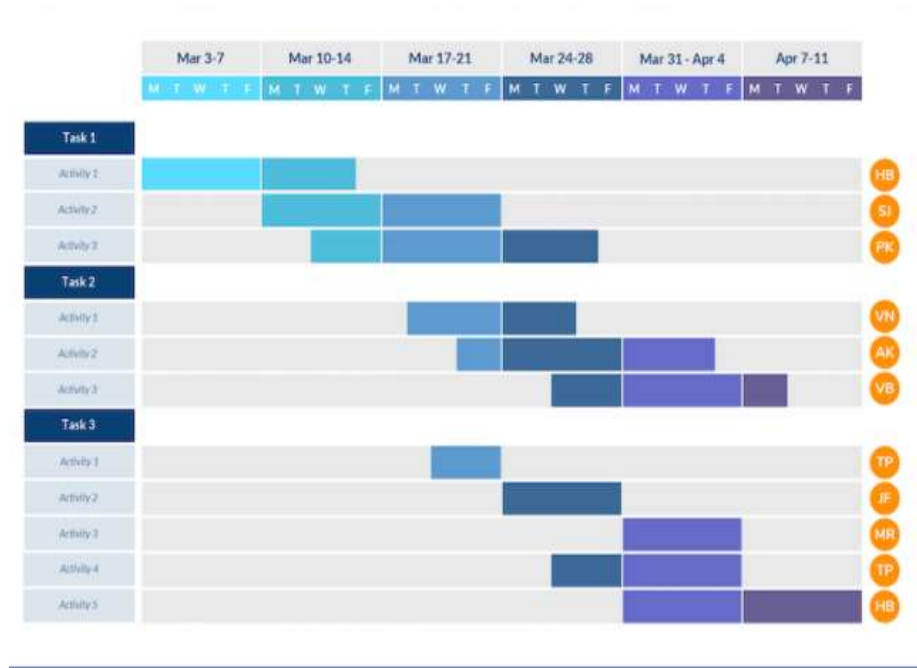 Mar 3-7 Mar 10-14 Mar 17-21 Mar 24-28 Mar 31 - Apr 4 Apr 7-11
M T W T F M T W T F M T W T F M T W T F M T W T F M T W T F
Task 1
Activity 1 HB
Activity 2 SJ
Activity 3 PK
Task 2
Activity 1 VN
Activity 2 AK
Activity 3 VB
Task 3
Activity 1 TP
Activity 2 JF
Activity 3 MR
Activity 4 TP
Activity 5 HB